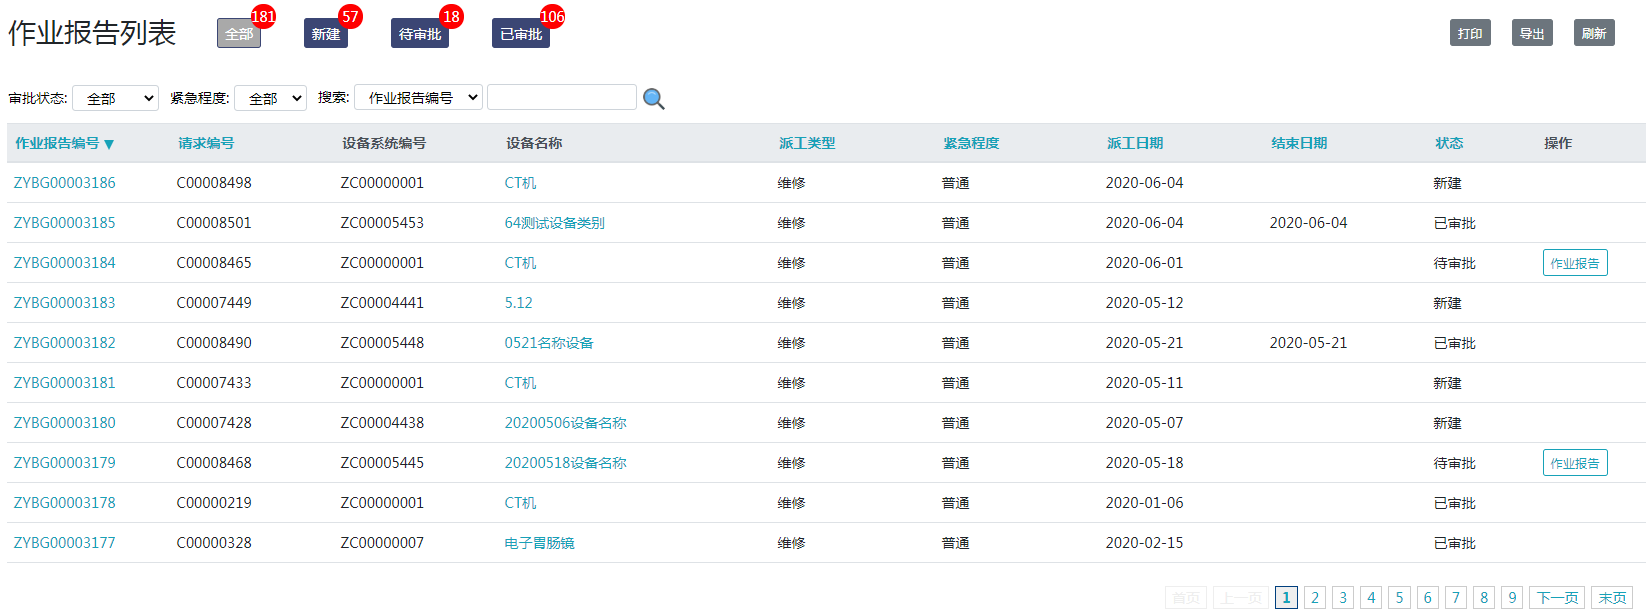 作业报告列表 全部 181 新建 57 待审批 18 已审批 106 打印 导出 刷新
审批状态: 全部 紧急程度: 全部 搜索: 作业报告编号
作业报告编号 ▼ 请求编号 设备系统编号 设备名称 派工类型 紧急程度 派工日期 结束日期 状态 操作
ZYBG00003186 C00008498 ZC00000001 CT机 维修 普通 2020-06-04 新建
ZYBG00003185 C00008501 ZC00005453 64测试设备类别 维修 普通 2020-06-04 2020-06-04 已审批
ZYBG00003184 C00008465 ZC00000001 CT机 维修 普通 2020-06-01 待审批 作业报告
ZYBG00003183 C00007449 ZC00004441 5.12 维修 普通 2020-05-12 新建
ZYBG00003182 C00008490 ZC00005448 0521名称设备 维修 普通 2020-05-21 2020-05-21 已审批
ZYBG00003181 C00007433 ZC00000001 CT机 维修 普通 2020-05-11 新建
ZYBG00003180 C00007428 ZC00004438 20200506设备名称 维修 普通 2020-05-07 新建
ZYBG00003179 C00008468 ZC00005445 20200518设备名称 维修 普通 2020-05-18 待审批 作业报告
ZYBG00003178 C00000219 ZC00000001 CT机 维修 普通 2020-01-06 已审批
ZYBG00003177 C00000328 ZC00000007 电子胃肠镜 维修 普通 2020-02-15 已审批
首页 上一页 1 2 3 4 5 6 7 8 9 下一页 末页